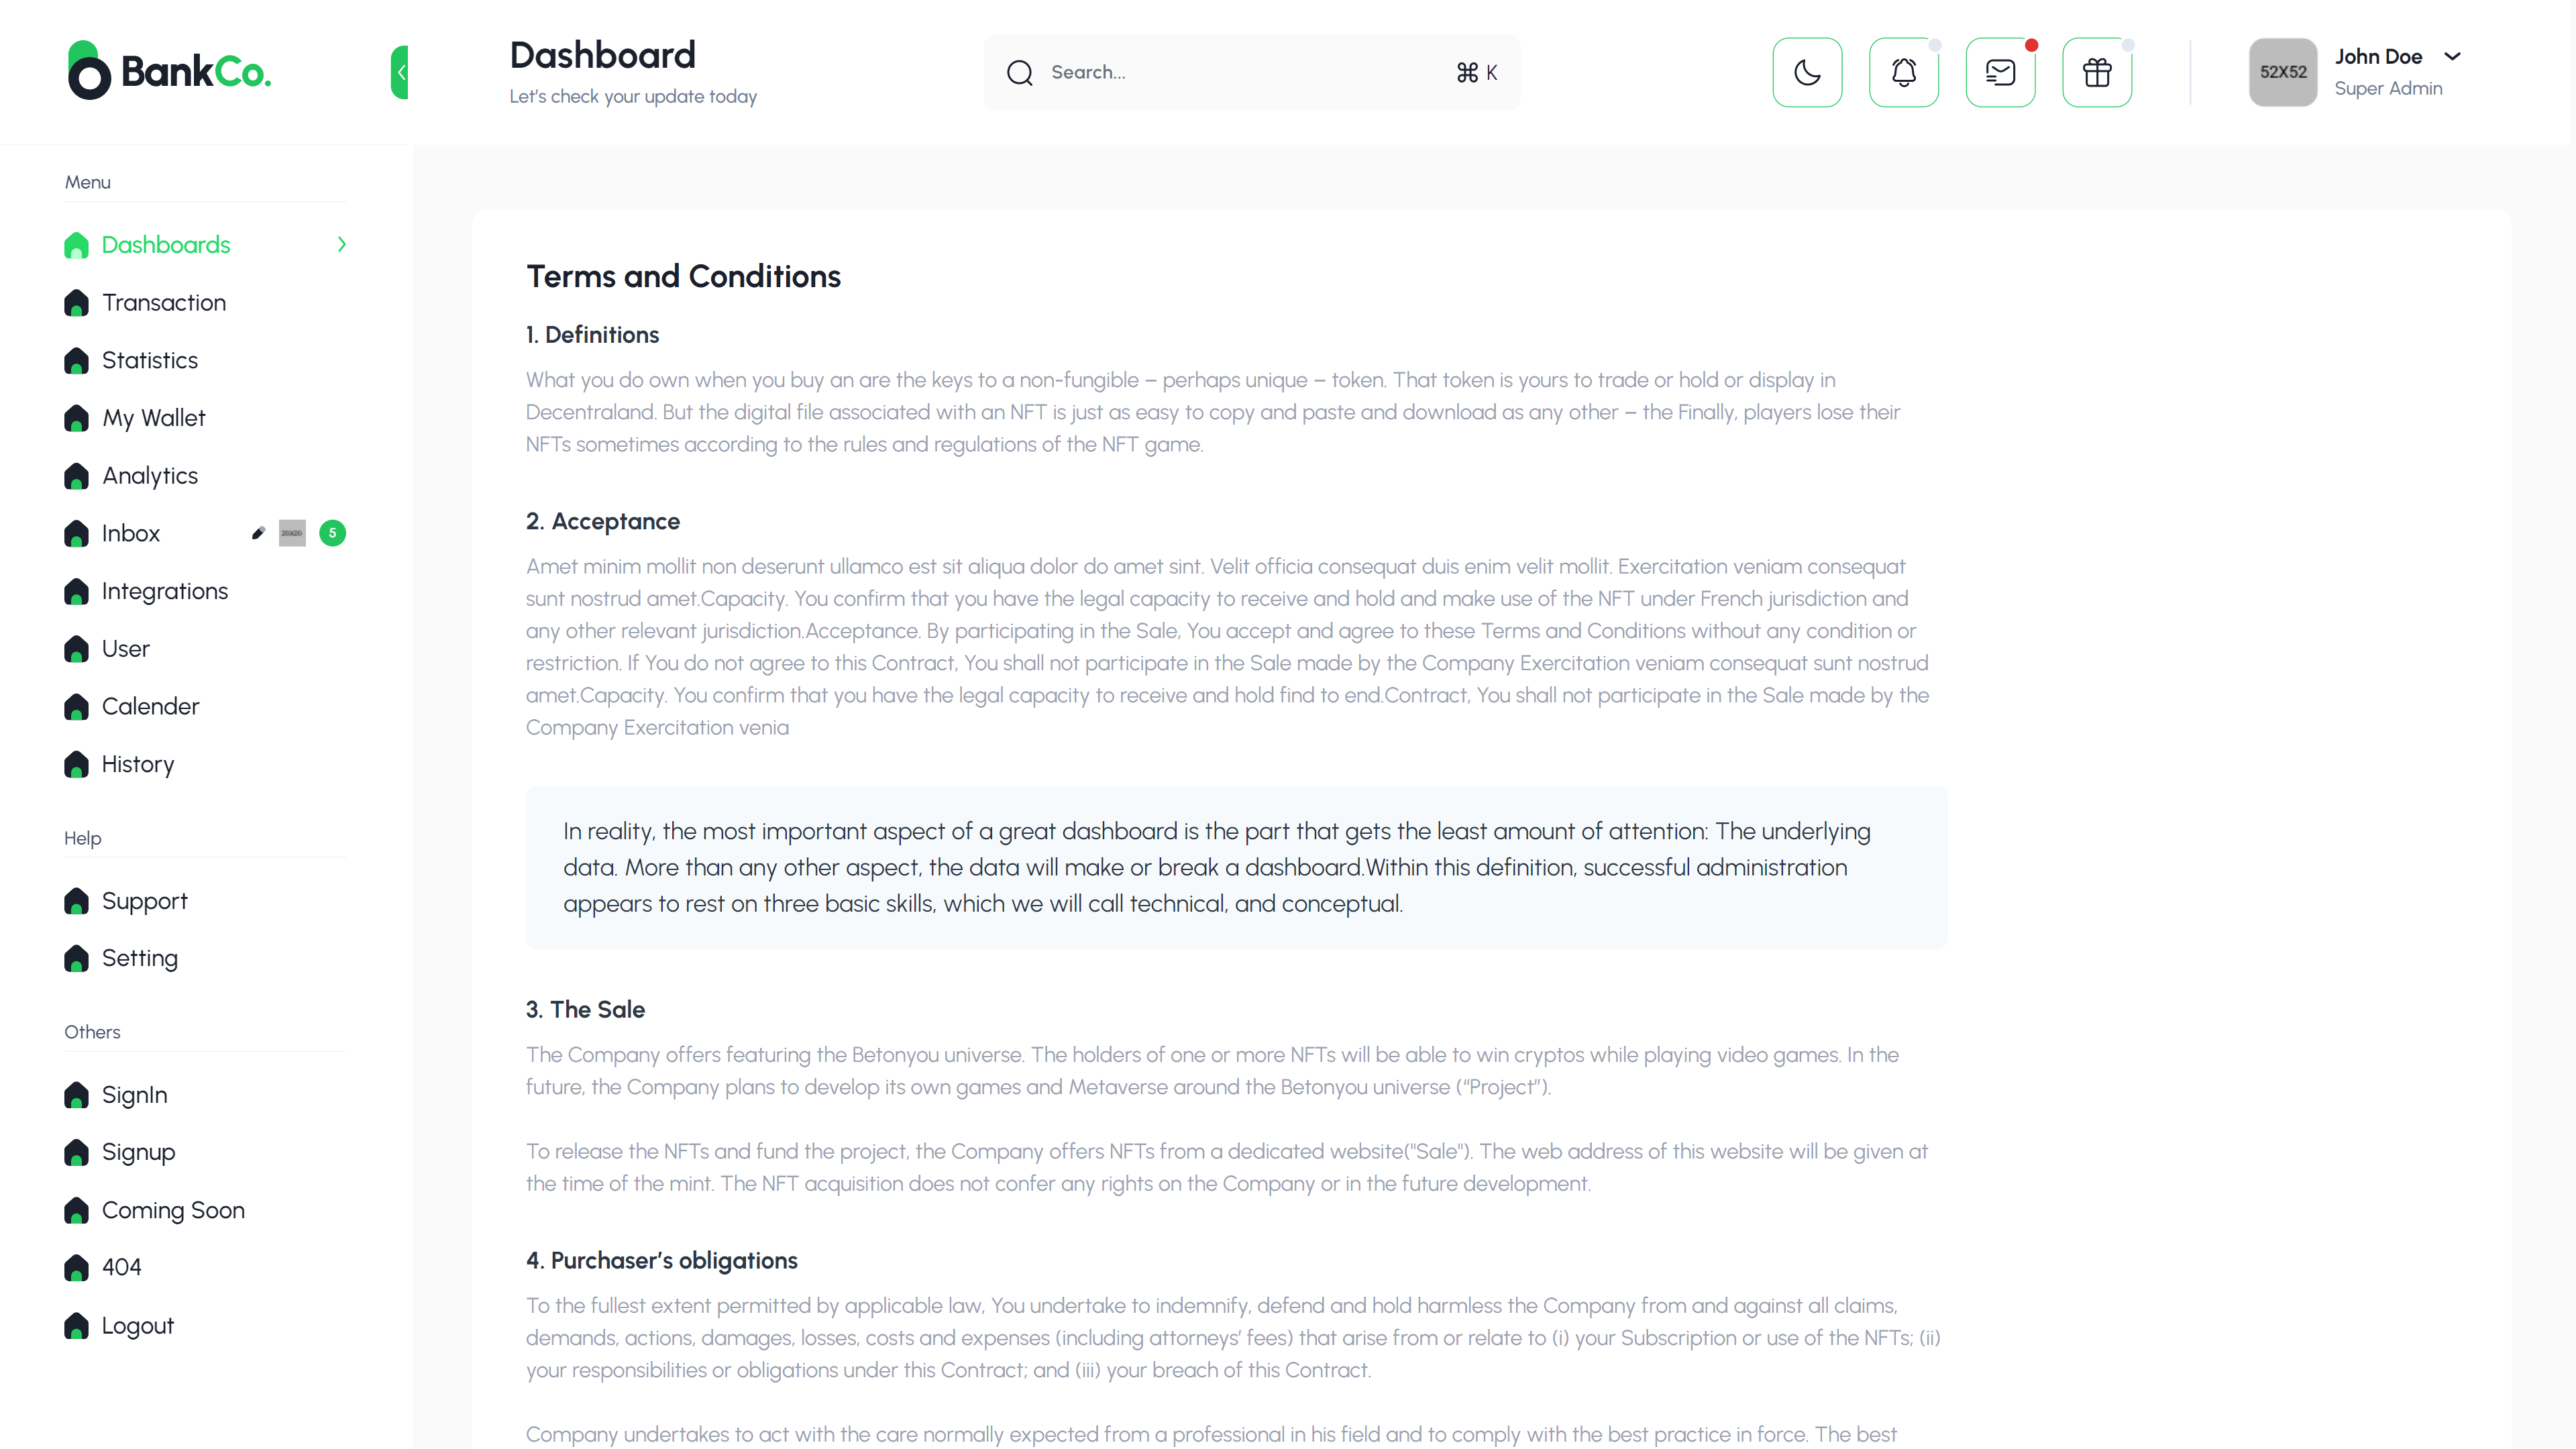 BankCo.
Dashboard
Let's check your update today
Search...
⌘ K
52X52
John Doe
Super Admin
Menu
Dashboards
Transaction
Statistics
My Wallet
Analytics
Inbox
5
Integrations
User
Calender
History
Help
Support
Setting
Others
SignIn
Signup
Coming Soon
404
Logout
Terms and Conditions
1. Definitions
What you do own when you buy an are the keys to a non-fungible – perhaps unique – token. That token is yours to trade or hold or display in
Decentraland. But the digital file associated with an NFT is just as easy to copy and paste and download as any other – the Finally, players lose their
NFTs sometimes according to the rules and regulations of the NFT game.
2. Acceptance
Amet minim mollit non deserunt ullamco est sit aliqua dolor do amet sint. Velit officia consequat duis enim velit mollit. Exercitation veniam consequat
sunt nostrud amet.Capacity. You confirm that you have the legal capacity to receive and hold and make use of the NFT under French jurisdiction and
any other relevant jurisdiction.Acceptance. By participating in the Sale, You accept and agree to these Terms and Conditions without any condition or
restriction. If You do not agree to this Contract, You shall not participate in the Sale made by the Company Exercitation veniam consequat sunt nostrud
amet.Capacity. You confirm that you have the legal capacity to receive and hold find to end.Contract, You shall not participate in the Sale made by the
Company Exercitation venia
In reality, the most important aspect of a great dashboard is the part that gets the least amount of attention: The underlying
data. More than any other aspect, the data will make or break a dashboard.Within this definition, successful administration
appears to rest on three basic skills, which we will call technical, and conceptual.
3. The Sale
The Company offers featuring the Betonyou universe. The holders of one or more NFTs will be able to win cryptos while playing video games. In the
future, the Company plans to develop its own games and Metaverse around the Betonyou universe (“Project”).
To release the NFTs and fund the project, the Company offers NFTs from a dedicated website("Sale"). The web address of this website will be given at
the time of the mint. The NFT acquisition does not confer any rights on the Company or in the future development.
4. Purchaser’s obligations
To the fullest extent permitted by applicable law, You undertake to indemnify, defend and hold harmless the Company from and against all claims,
demands, actions, damages, losses, costs and expenses (including attorneys’ fees) that arise from or relate to (i) your Subscription or use of the NFTs; (ii)
your responsibilities or obligations under this Contract; and (iii) your breach of this Contract.
Company undertakes to act with the care normally expected from a professional in his field and to comply with the best practice in force. The best